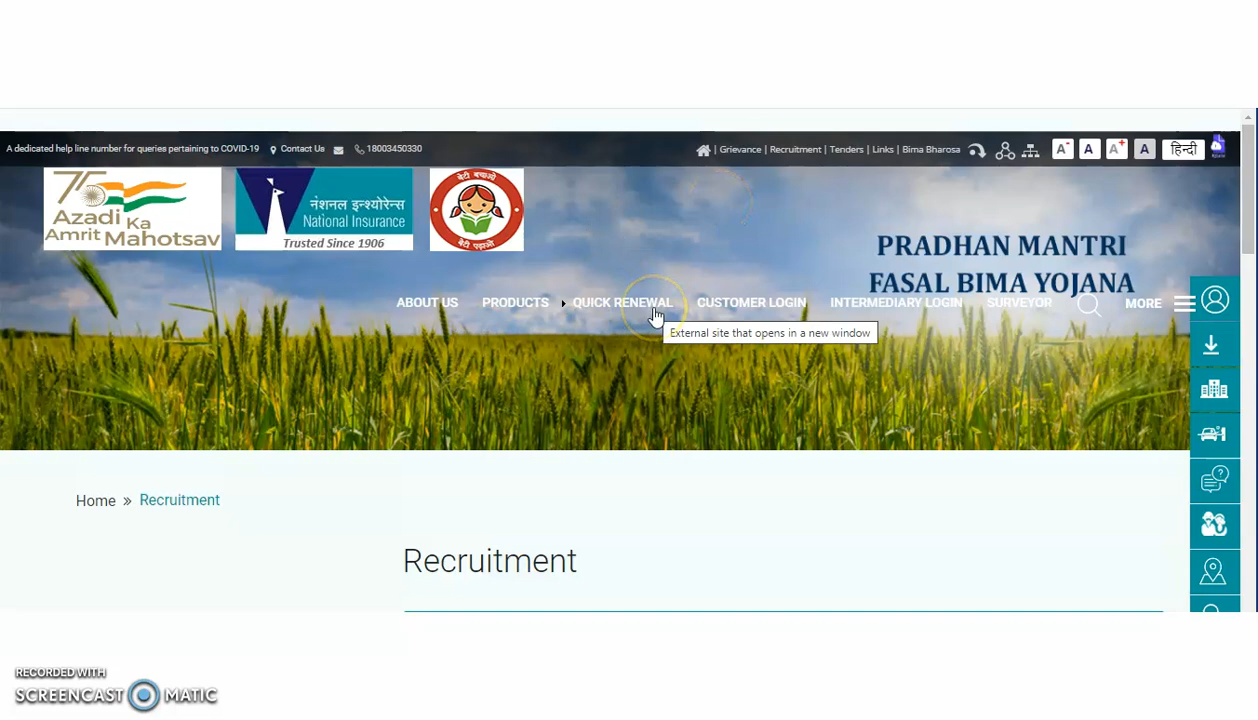 A dedicated help line number for queries pertaining to COVID-19 Contact Us 18003450330
| Grievance | Recruitment | Tenders | Links | Bima Bharosa A- A A+ A हिन्दी
75
Azadi Ka
Amrit Mahotsav
नेशनल इन्श्योरेन्स
National Insurance
Trusted Since 1906
बेटी बचाओ
बेटी पढ़ाओ
PRADHAN MANTRI
FASAL BIMA YOJANA
ABOUT US PRODUCTS QUICK RENEWAL CUSTOMER LOGIN INTERMEDIARY LOGIN SURVEYOR MORE
External site that opens in a new window
Home » Recruitment
Recruitment
RECORDED WITH
SCREENCAST MATIC